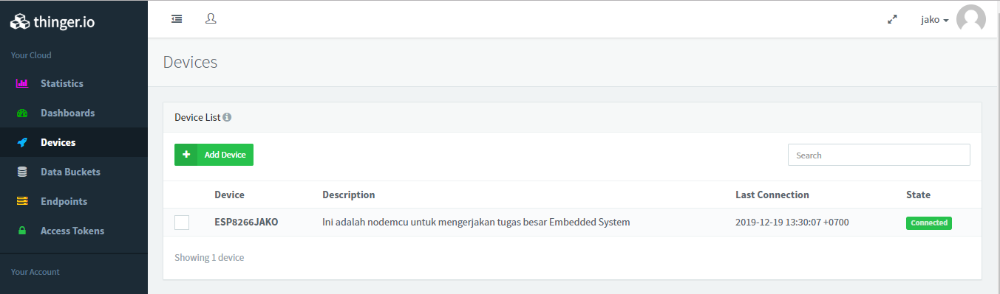 thinger.io
jako
Your Cloud
Statistics
Dashboards
Devices
Data Buckets
Endpoints
Access Tokens
Your Account
Devices
Device List
Add Device
Search
Device Description Last Connection State
ESP8266JAKO Ini adalah nodemcu untuk mengerjakan tugas besar Embedded System 2019-12-19 13:30:07 +0700 Connected
Showing 1 device